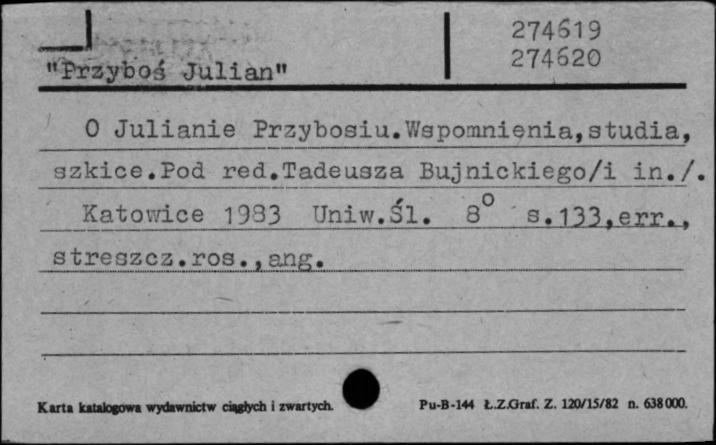 274619
274620
"Przyboś Julian"
O Julianie Przybosiu.Wspomnienia,studia,
szkice.Pod red.Tadeusza Bujnickiego/i in./.
Katowice 1983 Uniw.Śl. 8° s.133,err.,
streszcz.ros.,ang.
Karta katalogowa wydawnictw ciągłych i zwartych.
Pu-B-144 Ł.Z.Graf. Z. 120/15/82 n. 638000.